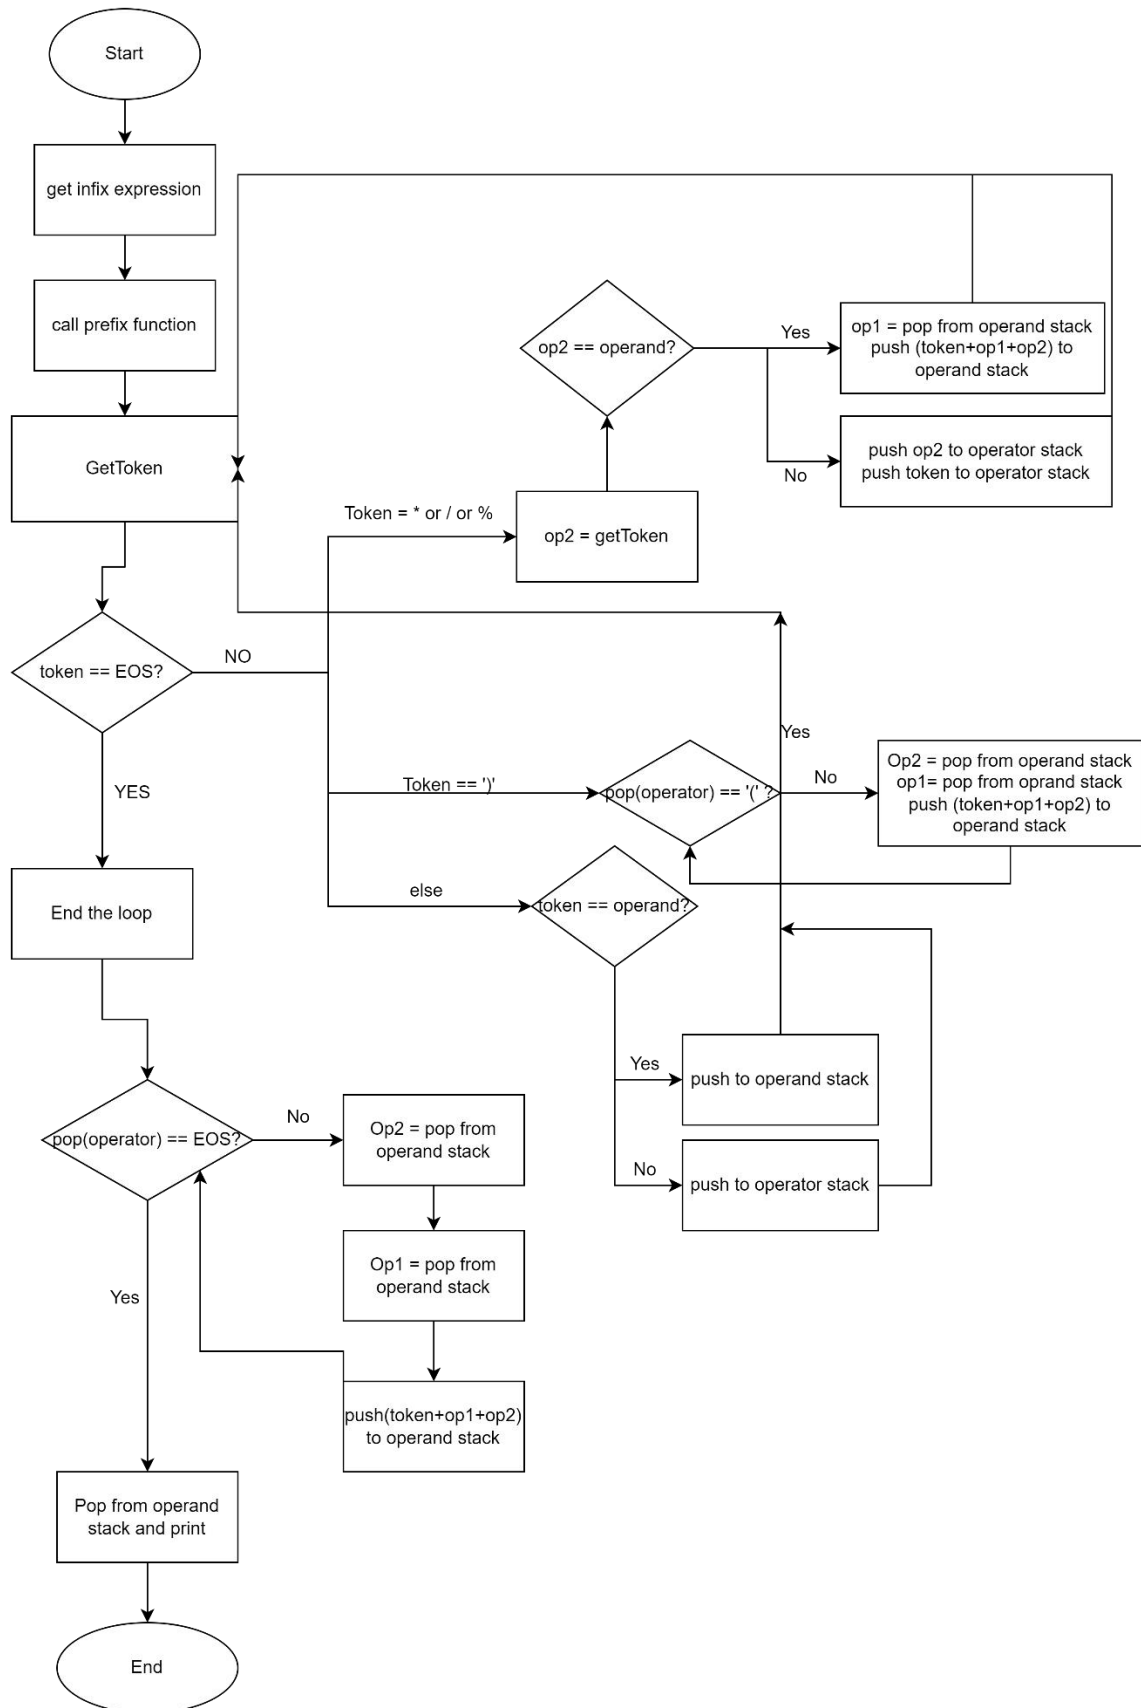 Start
get infix expression
call prefix function
op2 == operand?
Yes
op1 = pop from operand stack
push (token+op1+op2) to
operand stack
GetToken
No
push op2 to operator stack
push token to operator stack
Token = * or / or %
op2 = getToken
token == EOS?
NO
YES
Token == ')'
pop(operator) == '(' ?
Yes
No
Op2 = pop from operand stack
op1= pop from oprand stack
push (token+op1+op2) to
operand stack
else
token == operand?
End the loop
Yes
push to operand stack
No
push to operator stack
pop(operator) == EOS?
No
Op2 = pop from
operand stack
Op1 = pop from
operand stack
Yes
push(token+op1+op2)
to operand stack
Pop from operand
stack and print
End